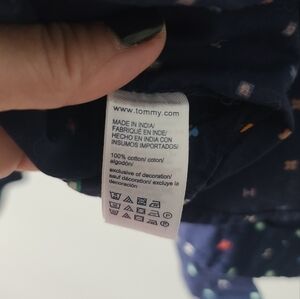 www.tommy.com
MADE IN INDIA/
FABRIQUÉ EN INDE/
HECHO EN INDIA CON
INSUMOS IMPORTADOS/
100% cotton/ coton/
algodón/
exclusive of decoration/
sauf décoration/ excluye la
decoración